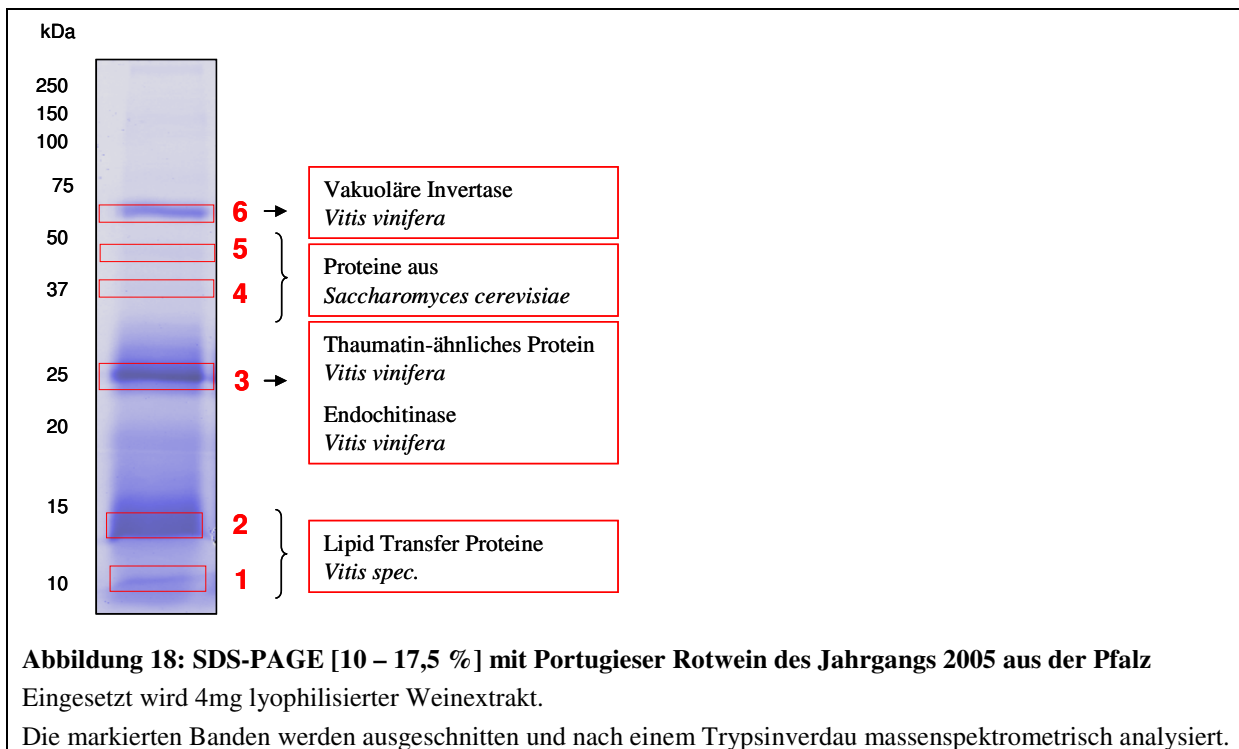 kDa
250
150
100
75
50
37
25
20
15
10
6
5
4
3
2
1
Vakuoläre Invertase
Vitis vinifera
Proteine aus
Saccharomyces cerevisiae
Thaumatin-ähnliches Protein
Vitis vinifera
Endochitinase
Vitis vinifera
Lipid Transfer Proteine
Vitis spec.
Abbildung 18: SDS-PAGE [10 – 17,5 %] mit Portugieser Rotwein des Jahrgangs 2005 aus der Pfalz
Eingesetzt wird 4mg lyophilisierter Weinextrakt.
Die markierten Banden werden ausgeschnitten und nach einem Trypsinverdau massenspektrometrisch analysiert.